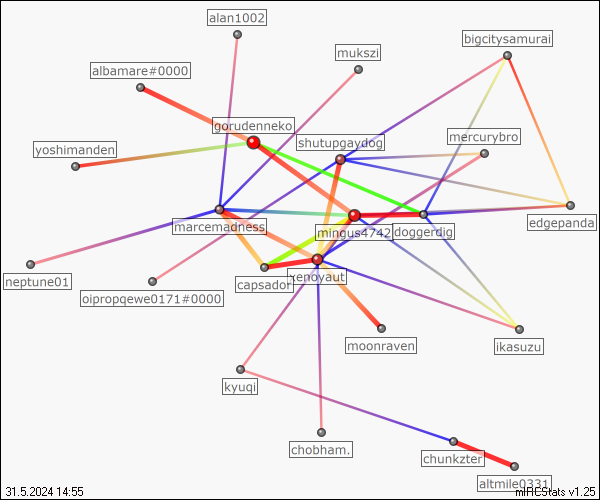 alan1002
bigcitysamurai
mukszi
albamare#0000
gorudenneko
shutupgaydog
mercurybro
yoshimanden
marcemadness
mingus4742
doggerdig
edgepanda
neptune01
capsador
xenoyaut
oipropqewe0171#0000
moonraven
ikasuzu
kyuqi
chobham.
chunkzter
altmile0331
31.5.2024 14:55
mIRCStats v1.25